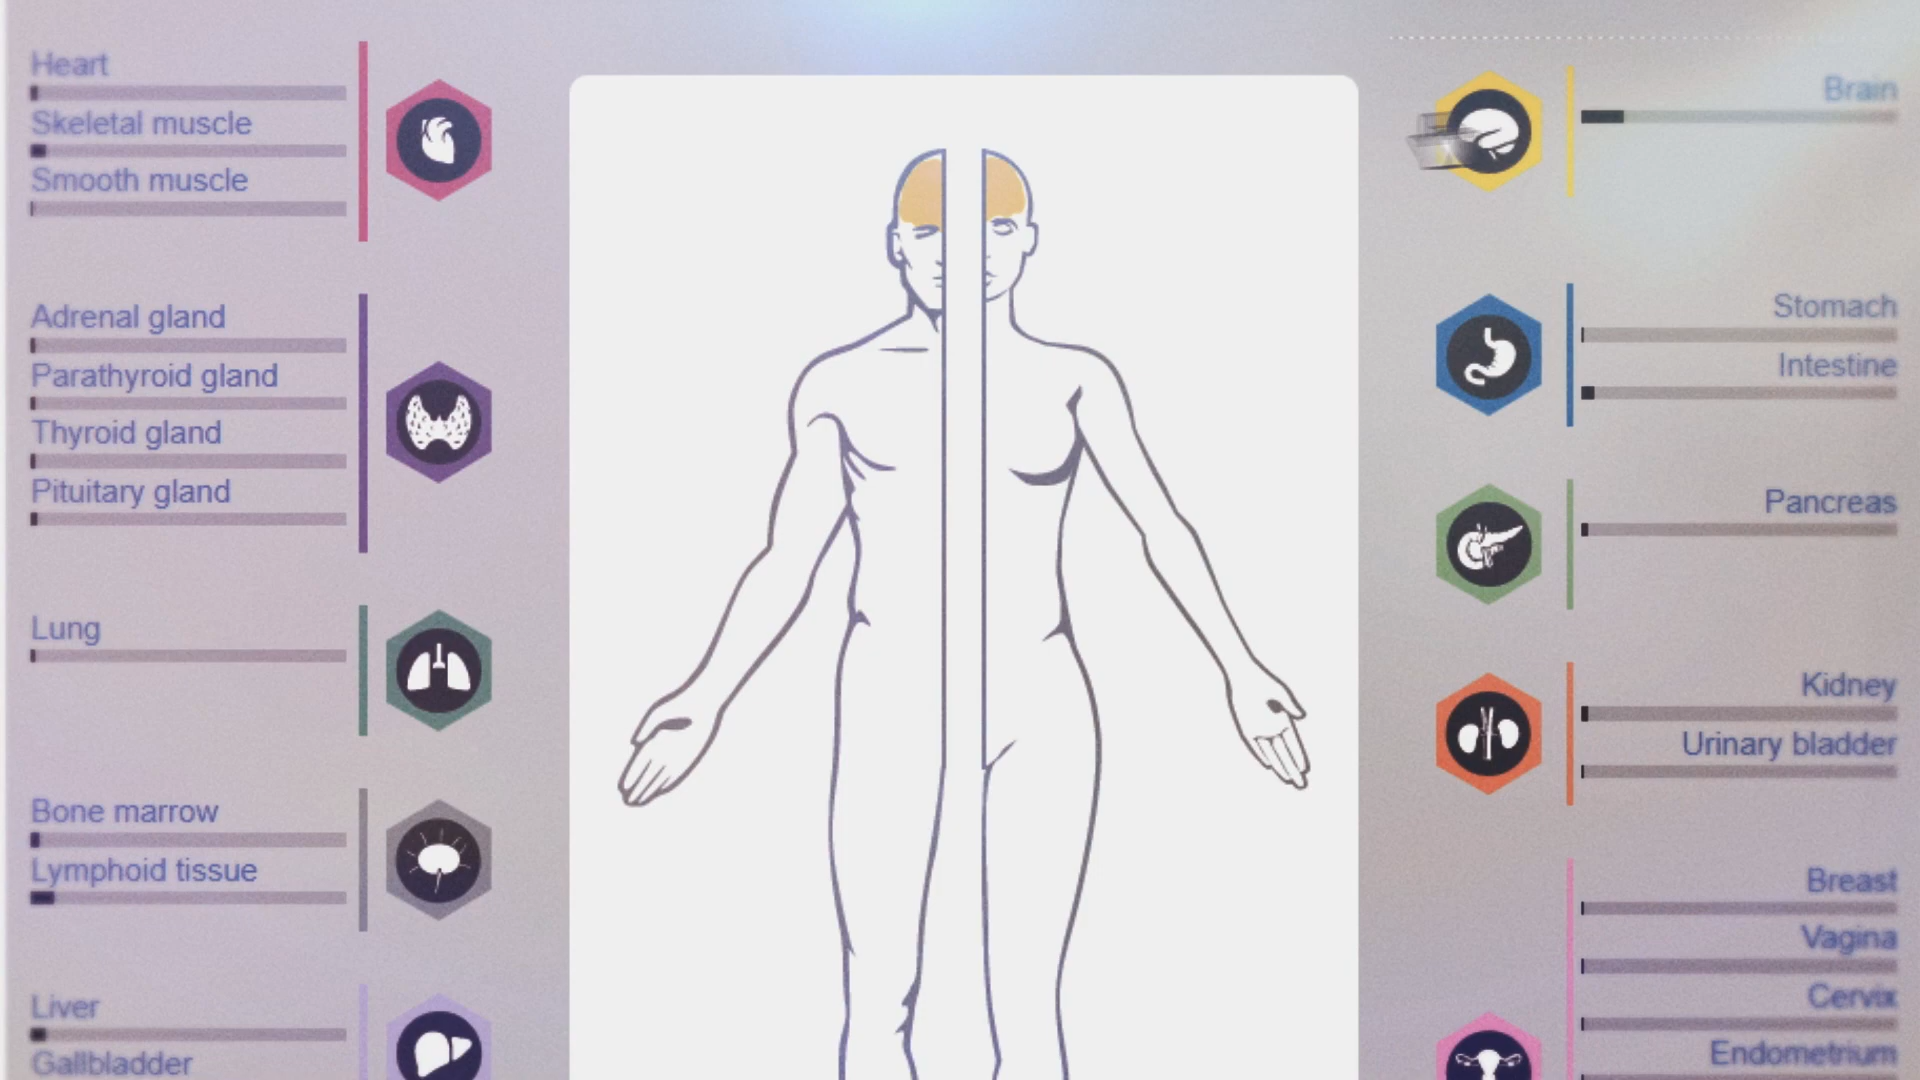 Heart
Skeletal muscle
Smooth muscle
Adrenal gland
Parathyroid gland
Thyroid gland
Pituitary gland
Lung
Bone marrow
Lymphoid tissue
Liver
Gallbladder
Brain
Stomach
Intestine
Pancreas
Kidney
Urinary bladder
Breast
Vagina
Cervix
Endometrium